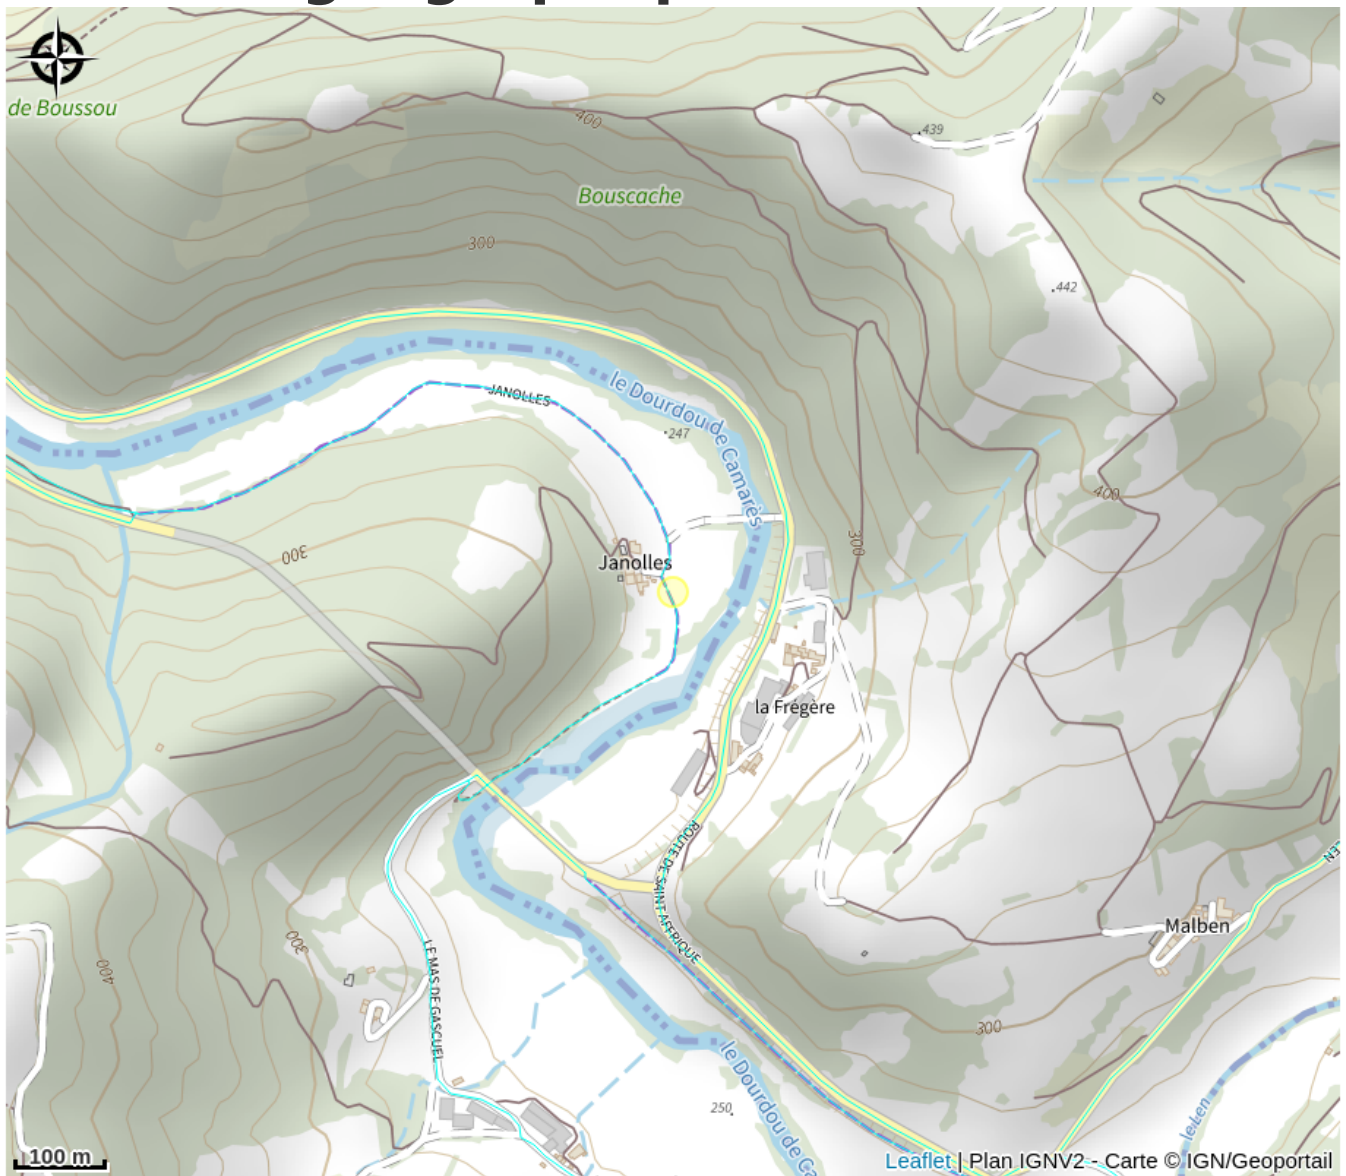 de Boussou
400
439
Bouscache
300
442
JANOLLES
le Dourdou de Camarès
247
400
300
300
Janolles
la Frégère
ROUTE DE SAINT AFFRIQUE
Malben
300
400
LE MAS DE GASCUEL
300
250
le Dourdou de Ca
le Len
100 m
Leaflet | Plan IGNV2 - Carte © IGN/Geoportail